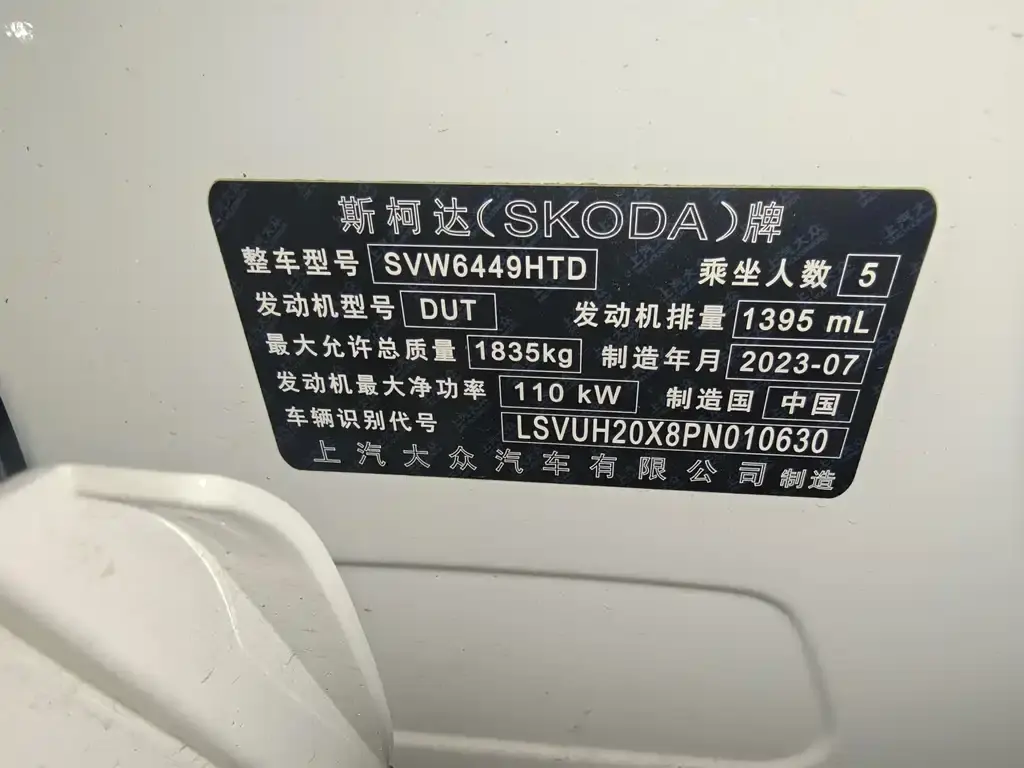 斯柯达(SKODA)牌
整车型号 SVW6449HTD 乘坐人数 5
发动机型号 DUT 发动机排量 1395 mL
最大允许总质量 1835kg 制造年月 2023-07
发动机最大净功率 110 kW 制造国 中国
车辆识别代号 LSVUH20X8PN010630
上汽大众汽车有限公司 制造